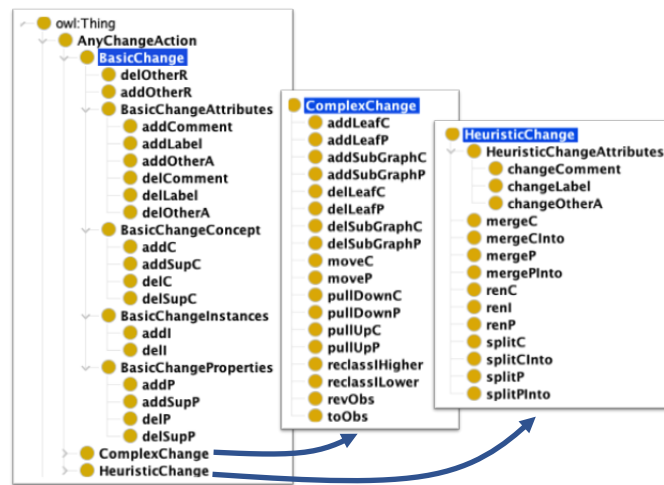 owl:Thing
AnyChangeAction
BasicChange
delOtherR
addOtherR
BasicChangeAttributes
addComment
addLabel
addOtherA
delComment
delLabel
delOtherA
BasicChangeConcept
addC
addSupC
delC
delSupC
BasicChangeInstances
addI
delI
BasicChangeProperties
addP
addSupP
delP
delSupP
ComplexChange
HeuristicChange
ComplexChange
addLeafC
addLeafP
addSubGraphC
addSubGraphP
delLeafC
delLeafP
delSubGraphC
delSubGraphP
moveC
moveP
pullDownC
pullDownP
pullUpC
pullUpP
reclassIHigher
reclassILower
revObs
toObs
HeuristicChange
HeuristicChangeAttributes
changeComment
changeLabel
changeOtherA
mergeC
mergeCInto
mergeP
mergePInto
renC
renI
renP
splitC
splitCInto
splitP
splitPInto